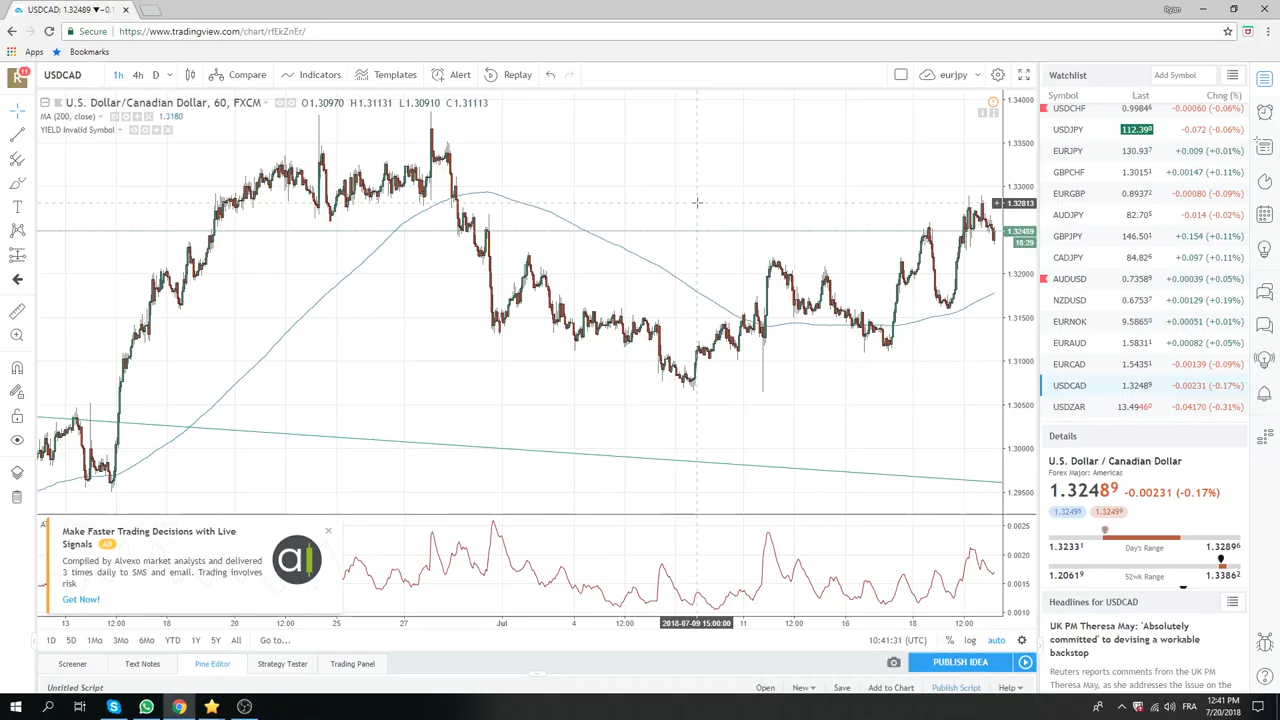 USDCAD: 1.32489 ▼−0.1
Ryan
Secure
https://www.tradingview.com/chart/rfEkZnEr/
Apps
Bookmarks
R
11
USDCAD
1h
4h
D
Compare
Indicators
Templates
Alert
Replay
eurjpy
U.S. Dollar/Canadian Dollar, 60, FXCM
O1.30970 H1.31131 L1.30910 C1.31113
MA (200, close)
1.3180
YIELD Invalid Symbol
1.34000
1.33500
1.33000
1.32813
1.32489
18:29
1.32000
1.31500
1.31000
1.30500
1.30000
1.29500
0.0025
0.0020
0.0015
0.0010
Make Faster Trading Decisions with Live
Signals
AD
Compiled by Alvexo market analysts and delivered
3 times daily to SMS and email. Trading involves
risk
Get Now!
13
12:00
20
12:00
25
27
Jul
4
12:00
2018-07-09 15:00:00
11
12:00
16
18
12:00
1D
5D
1Mo
3Mo
6Mo
YTD
1Y
5Y
All
Go to...
10:41:31 (UTC)
%
log
auto
Screener
Text Notes
Pine Editor
Strategy Tester
Trading Panel
PUBLISH IDEA
Untitled Script
Open
New
Save
Add to Chart
Publish Script
Help
Watchlist
Add Symbol
Symbol
Last
Chng (%)
USDCHF 0.99846 -0.00060 (-0.06%)
USDJPY 112.390 -0.072 (-0.06%)
EURJPY 130.937 +0.009 (+0.01%)
GBPCHF 1.30155 +0.00147 (+0.11%)
EURGBP 0.89372 -0.00080 (-0.09%)
AUDJPY 82.705 -0.014 (-0.02%)
GBPJPY 146.501 +0.154 (+0.11%)
CADJPY 84.826 +0.097 (+0.11%)
AUDUSD 0.73589 +0.00039 (+0.05%)
NZDUSD 0.67537 +0.00129 (+0.19%)
EURNOK 9.58650 +0.00051 (+0.01%)
EURAUD 1.58313 +0.00082 (+0.05%)
EURCAD 1.54351 -0.00139 (-0.09%)
USDCAD 1.32489 -0.00231 (-0.17%)
USDZAR 13.49460 -0.04170 (-0.31%)
Details
U.S. Dollar / Canadian Dollar
Forex Major: Americas
1.32489 -0.00231 (-0.17%)
1.32495
1.32499
1.32331
Day's Range
1.32896
1.20619
52wk Range
1.33862
Headlines for USDCAD
UK PM Theresa May: 'Absolutely
committed' to devising a workable
backstop
Reuters reports comments from the UK PM
Theresa May, as she addresses the issue on the
FRA
12:41 PM
7/20/2018